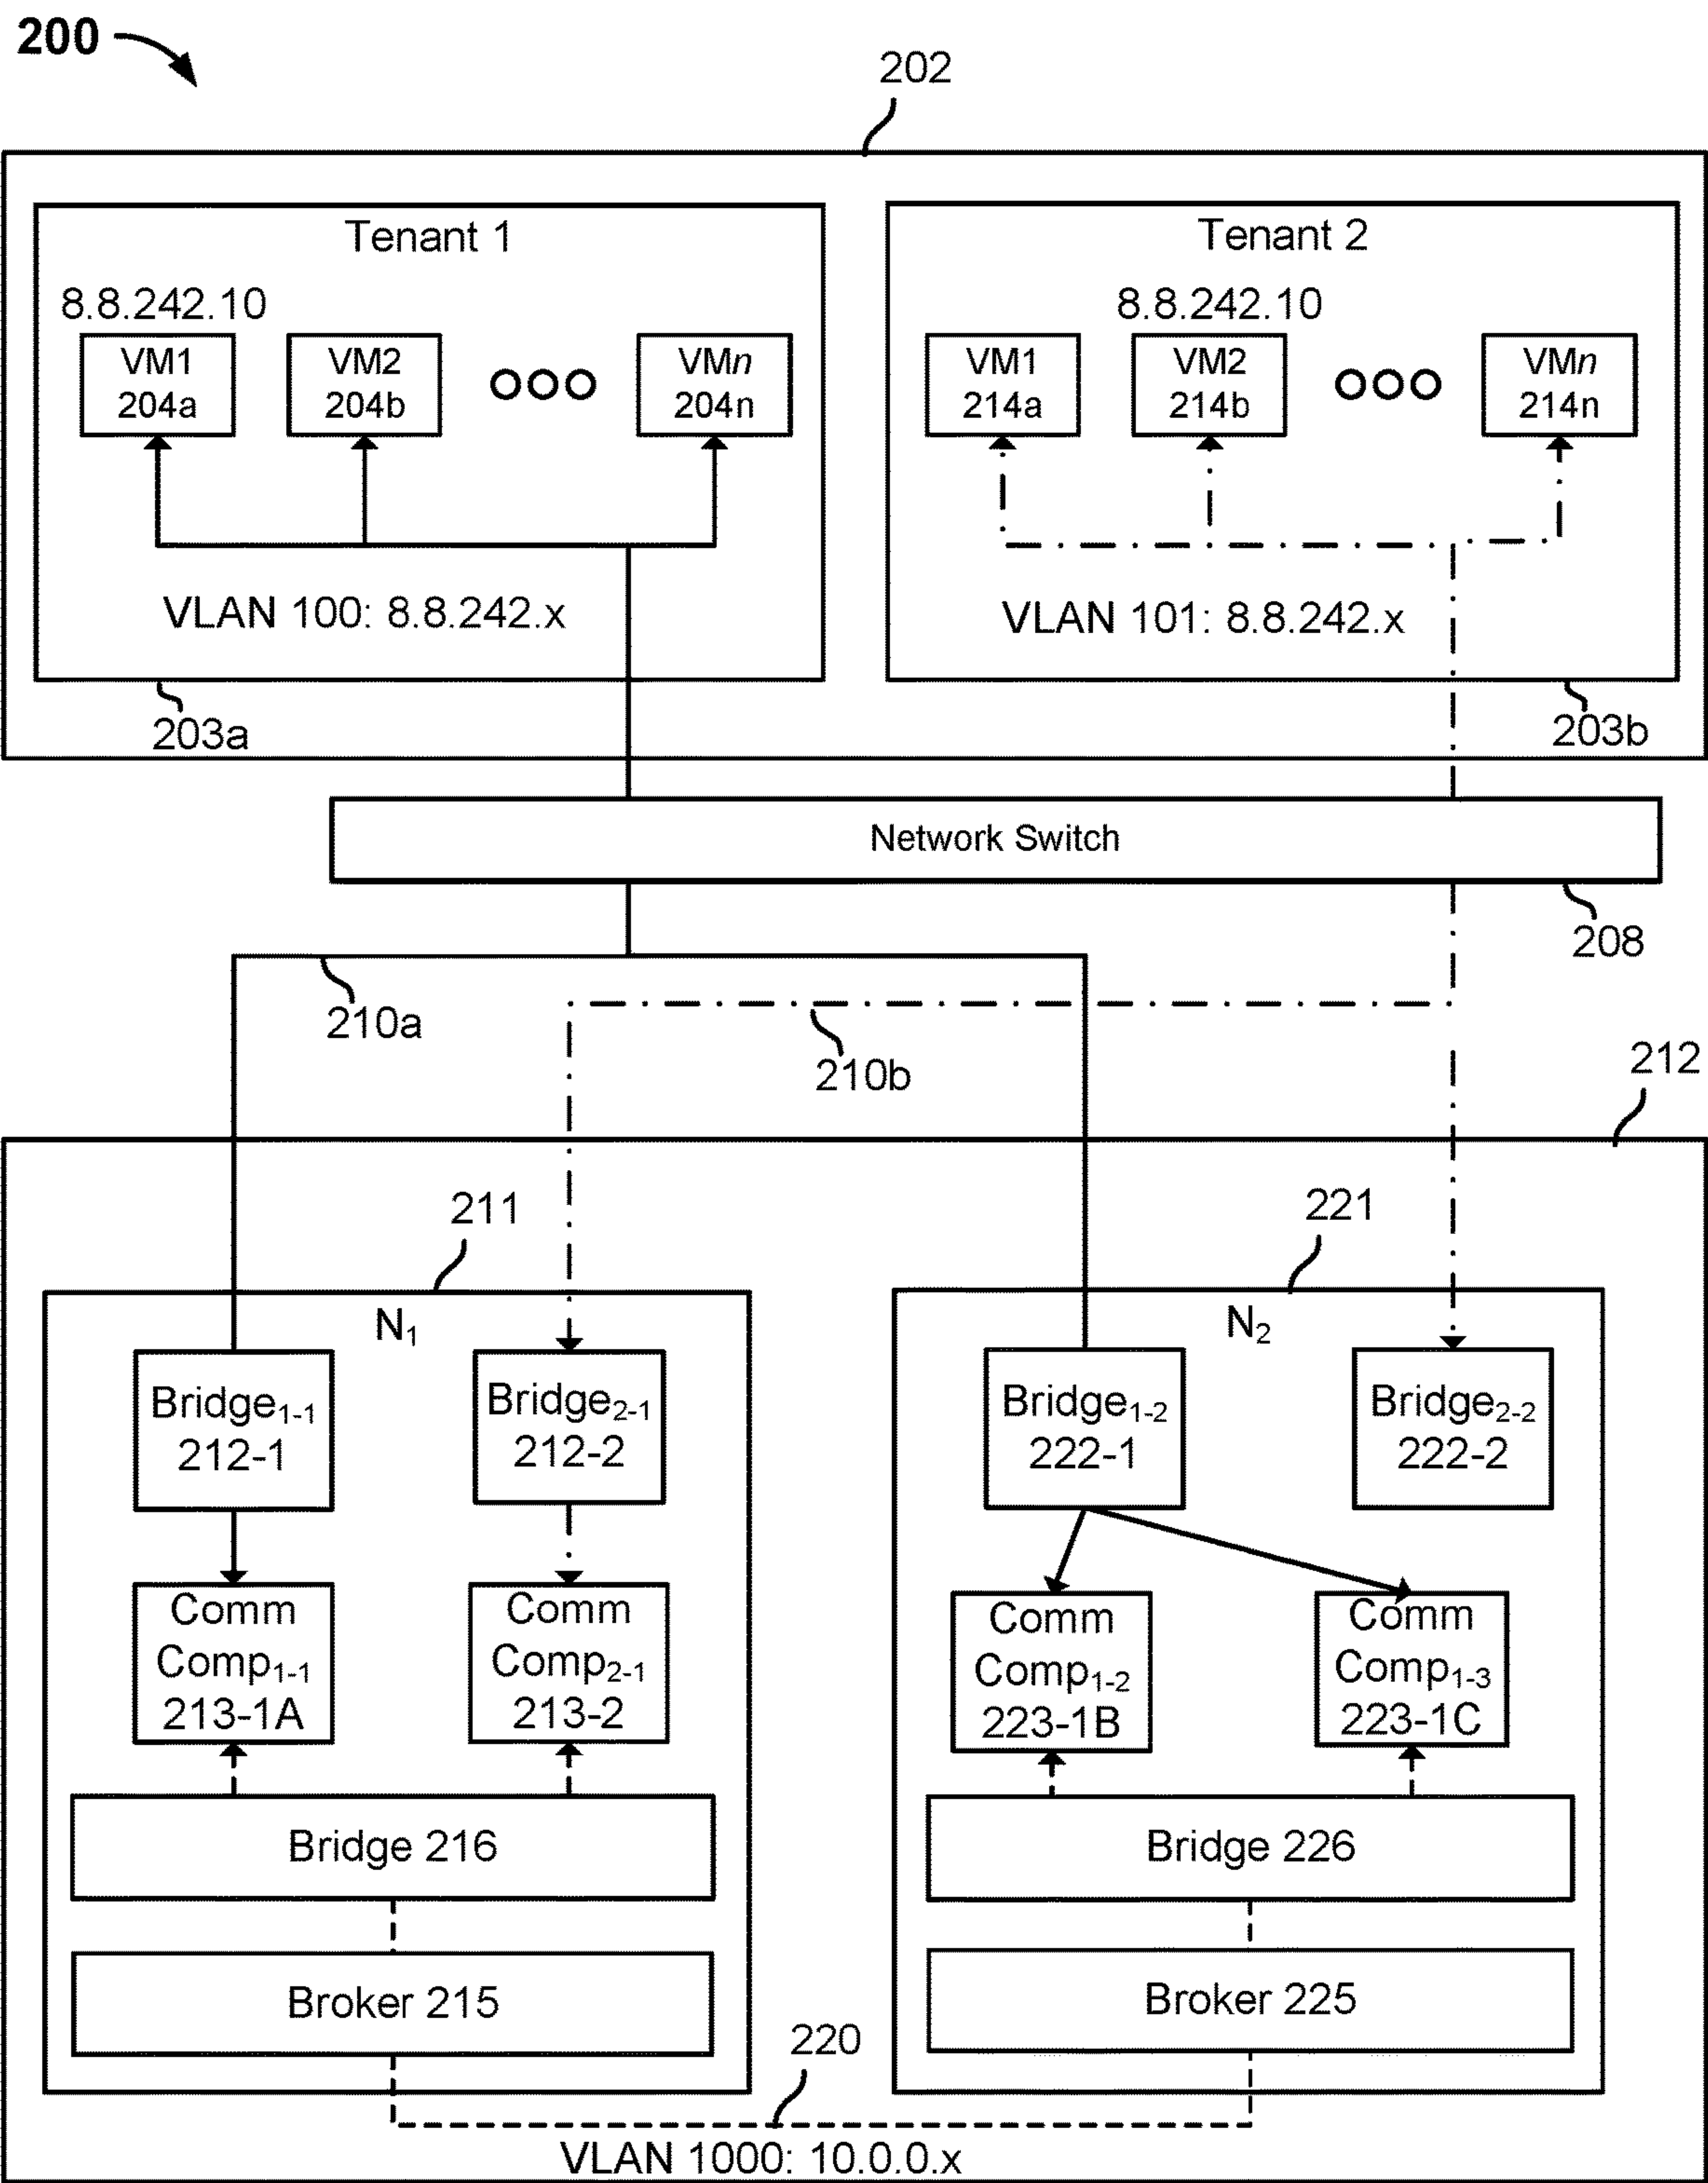 200
202
Tenant 1
Tenant 2
8.8.242.10
8.8.242.10
VM1
204a
VM2
204b
VMn
204n
VM1
214a
VM2
214b
VMn
214n
VLAN 100: 8.8.242.x
VLAN 101: 8.8.242.x
203a
203b
Network Switch
208
210a
210b
212
211
221
N1
N2
Bridge1-1
212-1
Bridge2-1
212-2
Bridge1-2
222-1
Bridge2-2
222-2
Comm
Comp1-1
213-1A
Comm
Comp2-1
213-2
Comm
Comp1-2
223-1B
Comm
Comp1-3
223-1C
Bridge 216
Bridge 226
Broker 215
Broker 225
220
VLAN 1000: 10.0.0.x